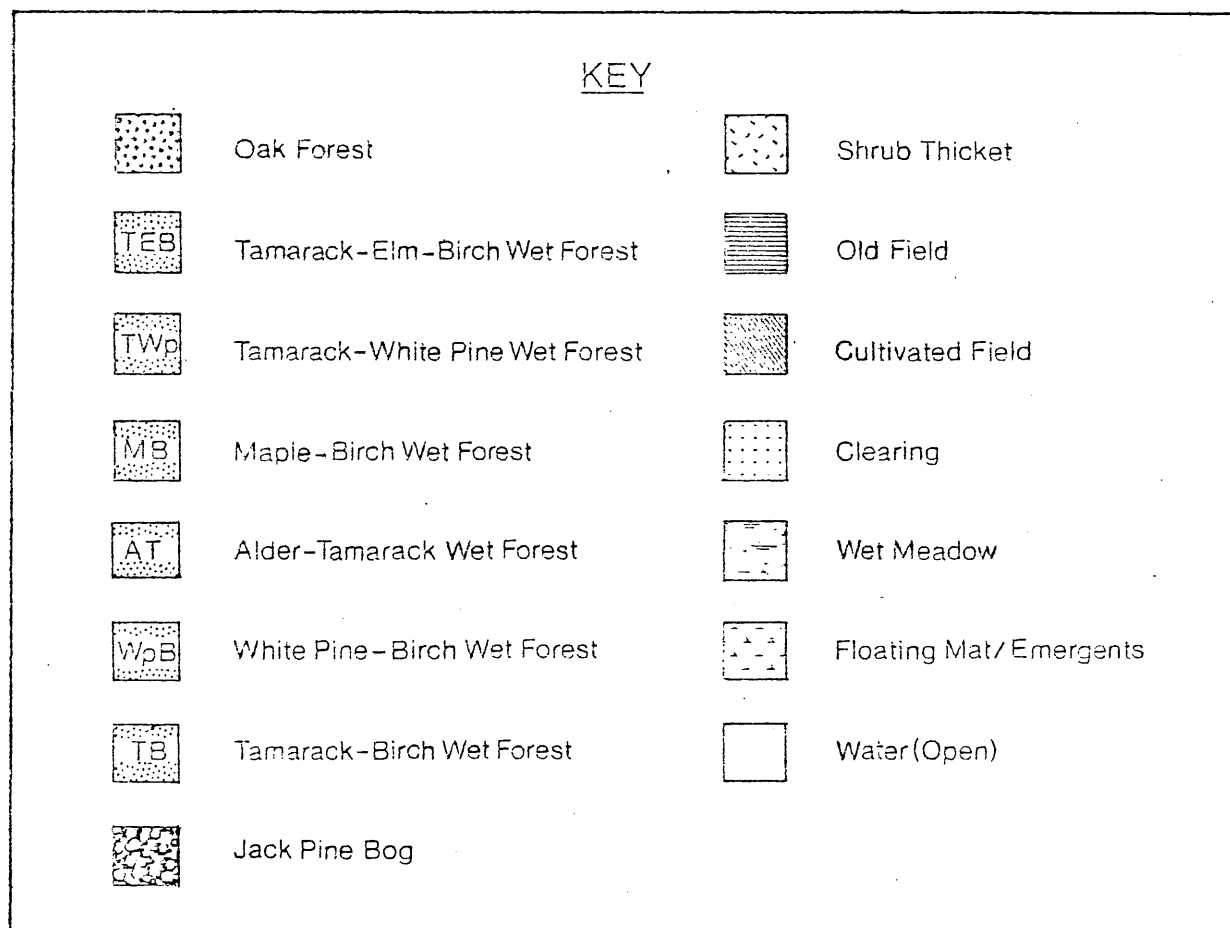 KEY
Oak Forest
TEB Tamarack-Elm-Birch Wet Forest
TWp Tamarack-White Pine Wet Forest
MB Maple-Birch Wet Forest
AT Alder-Tamarack Wet Forest
WpB White Pine-Birch Wet Forest
TB Tamarack-Birch Wet Forest
Jack Pine Bog
Shrub Thicket
Old Field
Cultivated Field
Clearing
Wet Meadow
Floating Mat/Emergents
Water (Open)